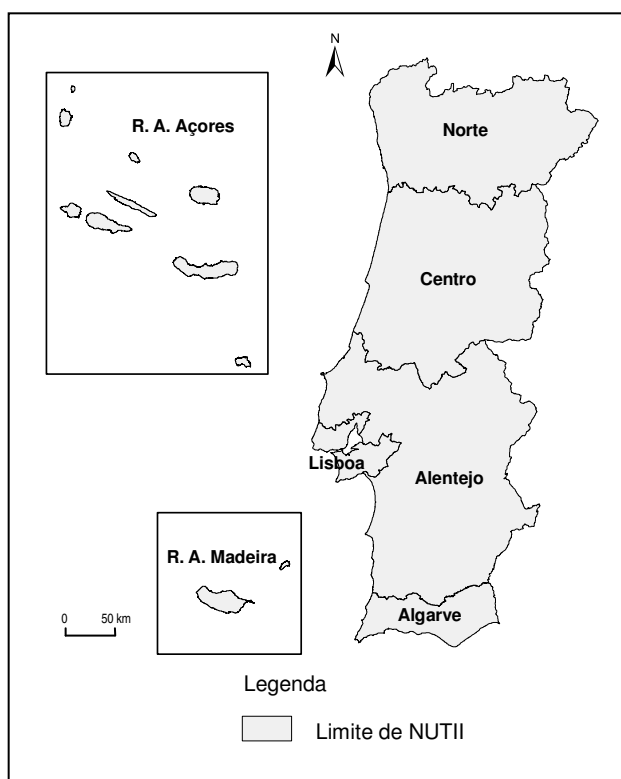 N
R. A. Açores
Norte
Centro
Lisboa
Alentejo
R. A. Madeira
0 50 km
Algarve
Legenda
Limite de NUTII